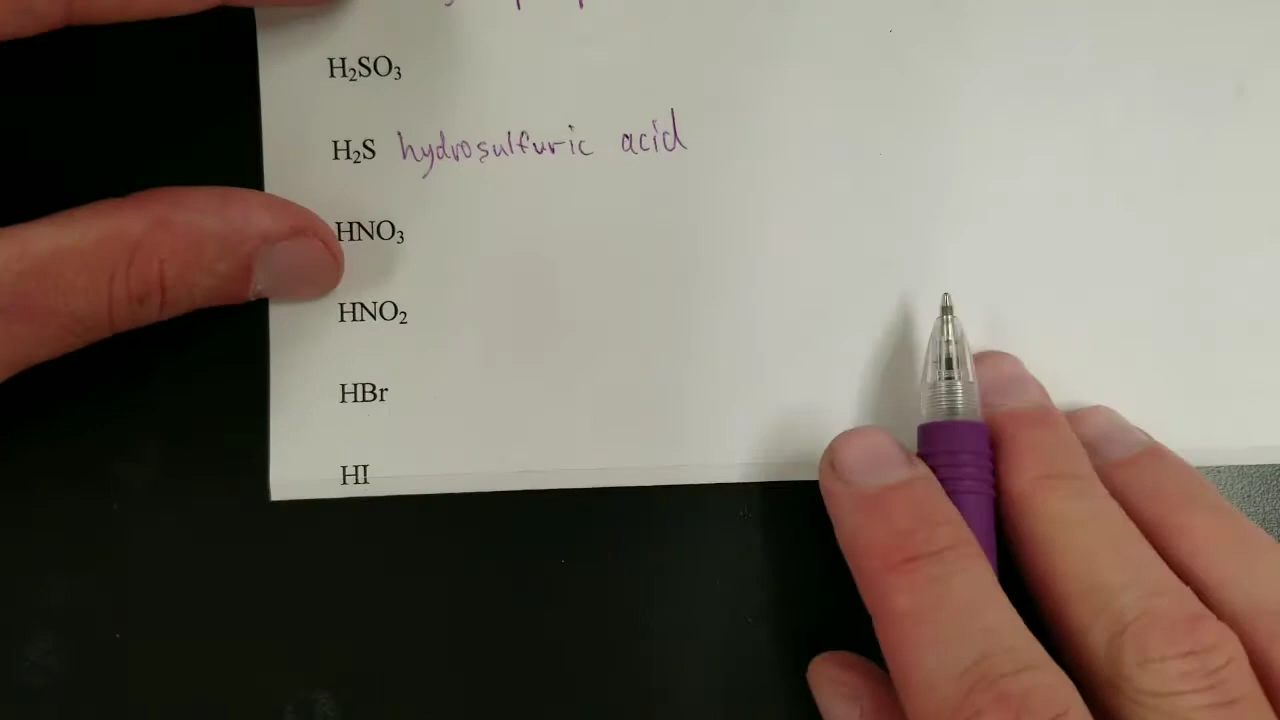 H₂SO₃
H₂S hydrosulfuric acid
HNO₃
HNO₂
HBr
HI